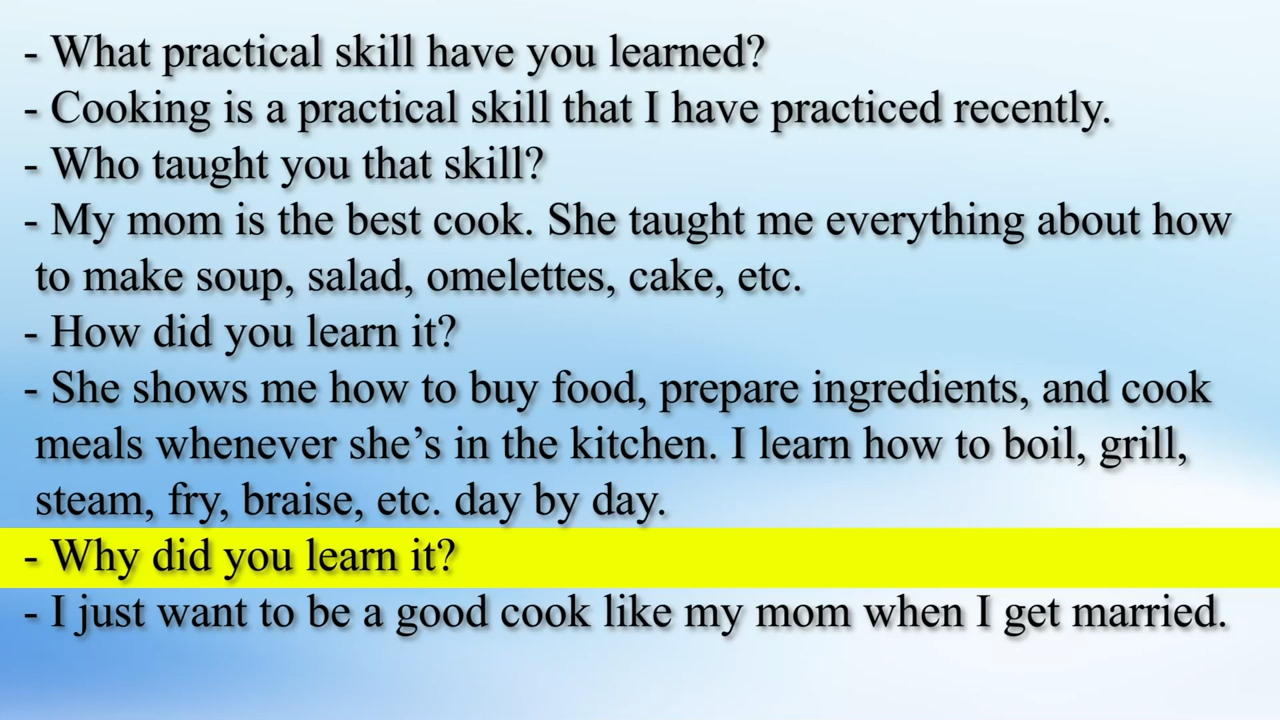 - What practical skill have you learned?
- Cooking is a practical skill that I have practiced recently.
- Who taught you that skill?
- My mom is the best cook. She taught me everything about how
to make soup, salad, omelettes, cake, etc.
- How did you learn it?
- She shows me how to buy food, prepare ingredients, and cook
meals whenever she’s in the kitchen. I learn how to boil, grill,
steam, fry, braise, etc. day by day.
- Why did you learn it?
- I just want to be a good cook like my mom when I get married.